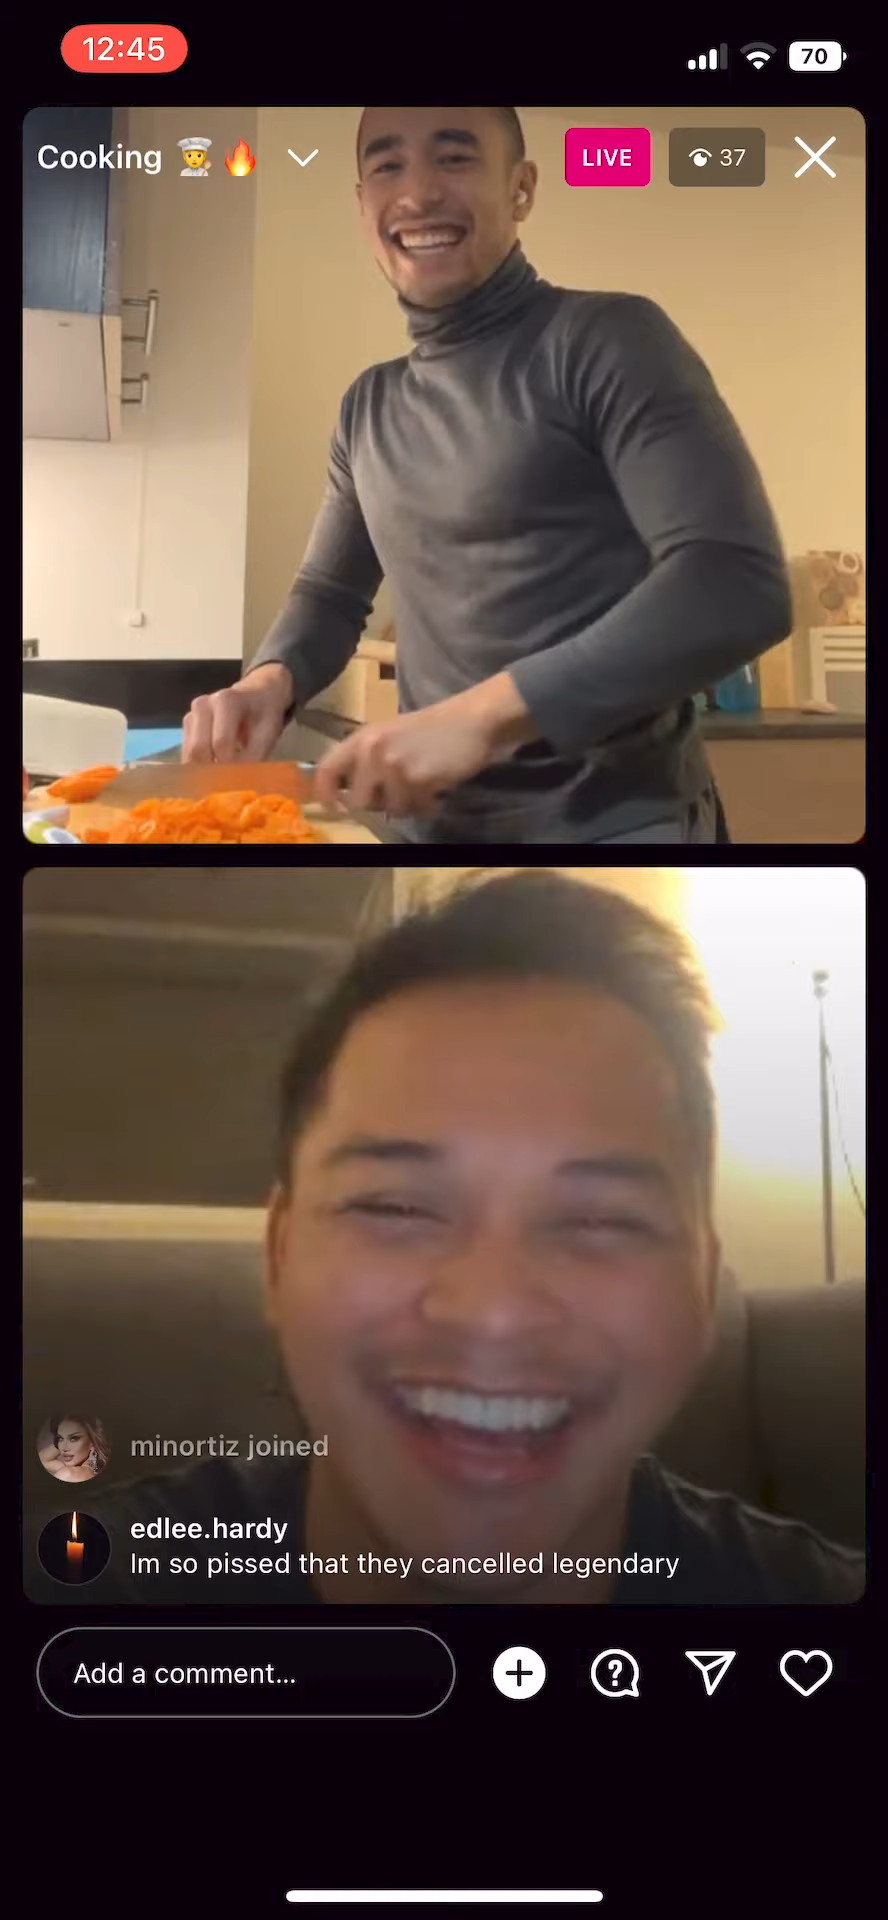 12:45
70
Cooking 🧑‍🍳🔥
LIVE
37
minortiz joined
edlee.hardy
Im so pissed that they cancelled legendary
Add a comment...